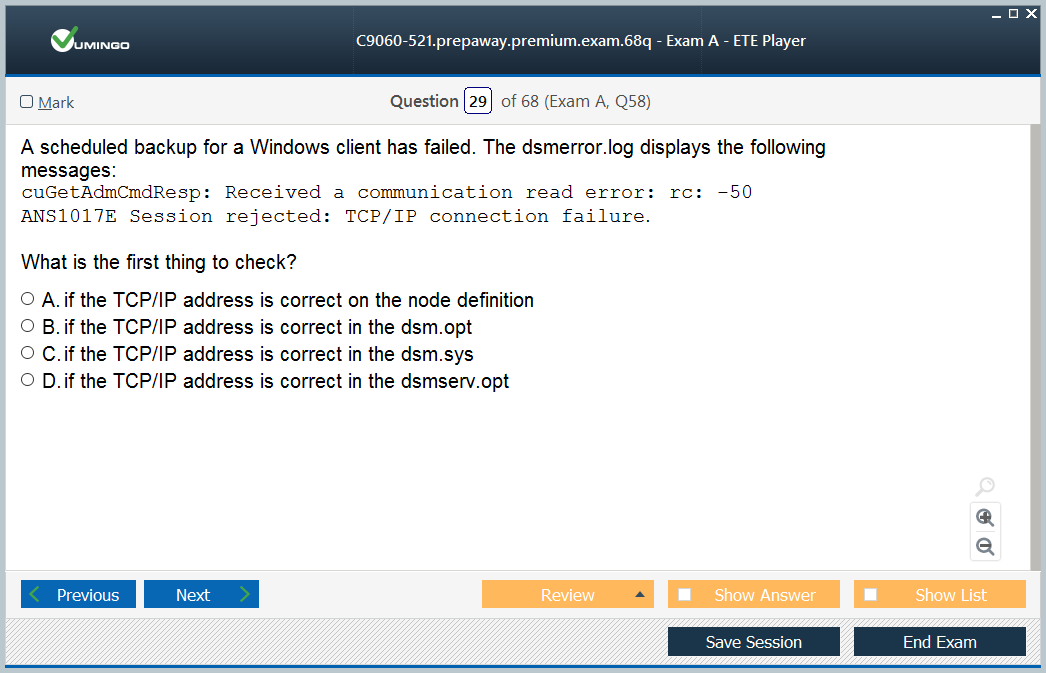 VUMINGO
C9060-521.prepaway.premium.exam.68q - Exam A - ETE Player
Mark
Question 29 of 68 (Exam A, Q58)
A scheduled backup for a Windows client has failed. The dsmerror.log displays the following
messages:
cuGetAdmCmdResp: Received a communication read error: rc: -50
ANS1017E Session rejected: TCP/IP connection failure.
What is the first thing to check?
A. if the TCP/IP address is correct on the node definition
B. if the TCP/IP address is correct in the dsm.opt
C. if the TCP/IP address is correct in the dsm.sys
D. if the TCP/IP address is correct in the dsmserv.opt
Previous
Next
Review
Show Answer
Show List
Save Session
End Exam